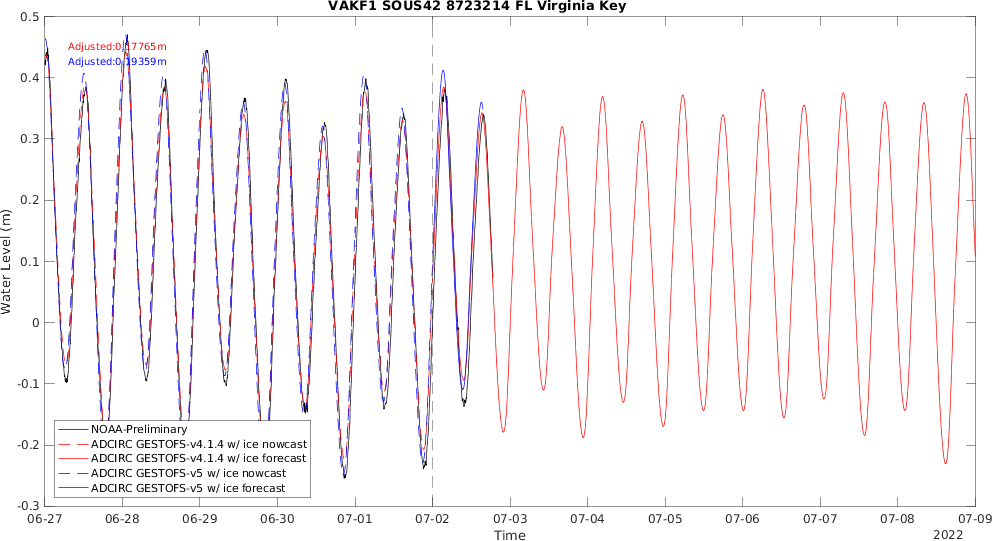 VAKF1 SOUS42 8723214 FL Virginia Key
0.5
0.4
0.3
0.2
0.1
0
-0.1
-0.2
-0.3
Water Level (m)
Adjusted:0.17765m
Adjusted:0.19359m
NOAA-Preliminary
ADCIRC GESTOFS-v4.1.4 w/ ice nowcast
ADCIRC GESTOFS-v4.1.4 w/ ice forecast
ADCIRC GESTOFS-v5 w/ ice nowcast
ADCIRC GESTOFS-v5 w/ ice forecast
06-27 06-28 06-29 06-30 07-01 07-02 07-03 07-04 07-05 07-06 07-07 07-08 07-09
Time
2022